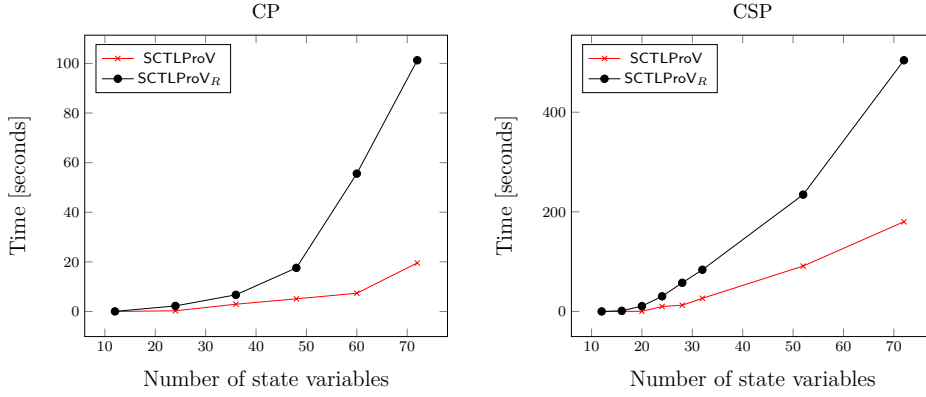 CP
SCTLProV
SCTLProV_R
100
80
60
40
20
0
10 20 30 40 50 60 70
Time [seconds]
Number of state variables
CSP
SCTLProV
SCTLProV_R
400
200
0
10 20 30 40 50 60 70
Time [seconds]
Number of state variables